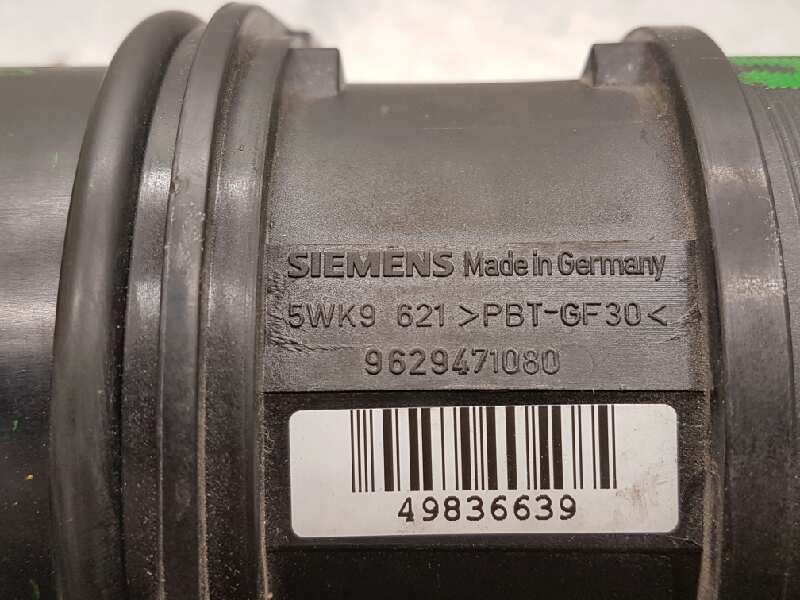 SIEMENS Made in Germany
5WK9 621 >PBT-GF30<
9629471080
49836639